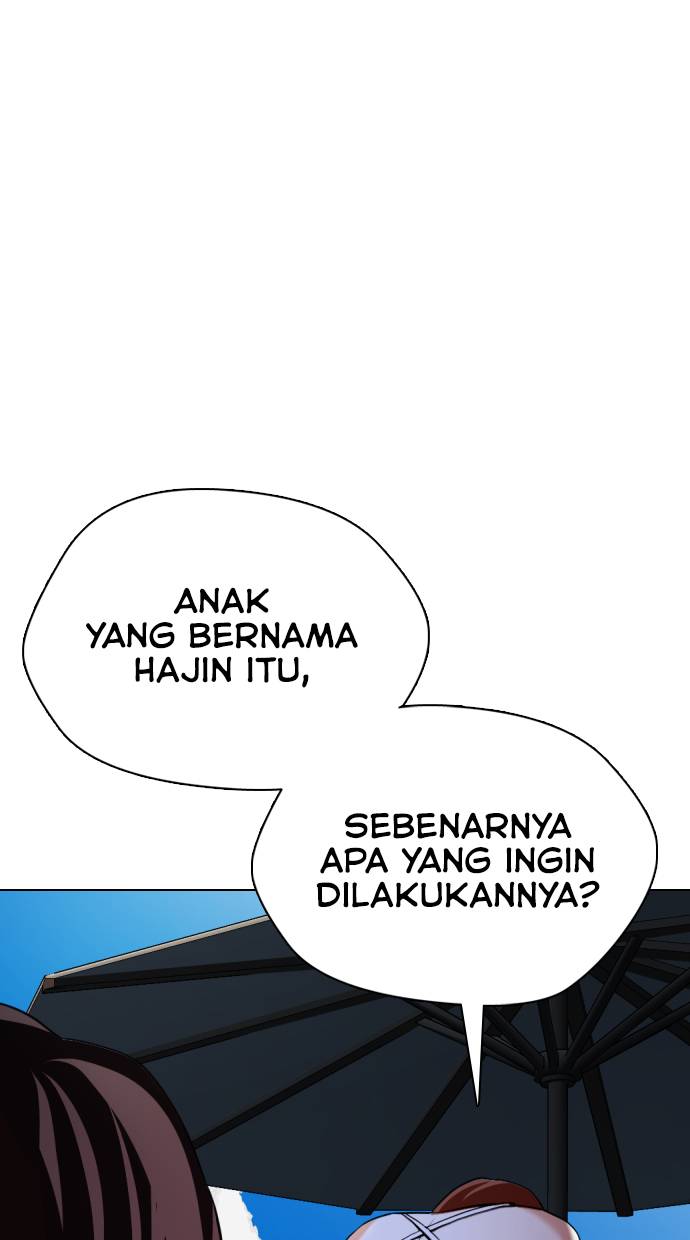 ANAK
YANG BERNAMA
HAJIN ITU,
SEBENARNYA
APA YANG INGIN
DILAKUKANNYA?